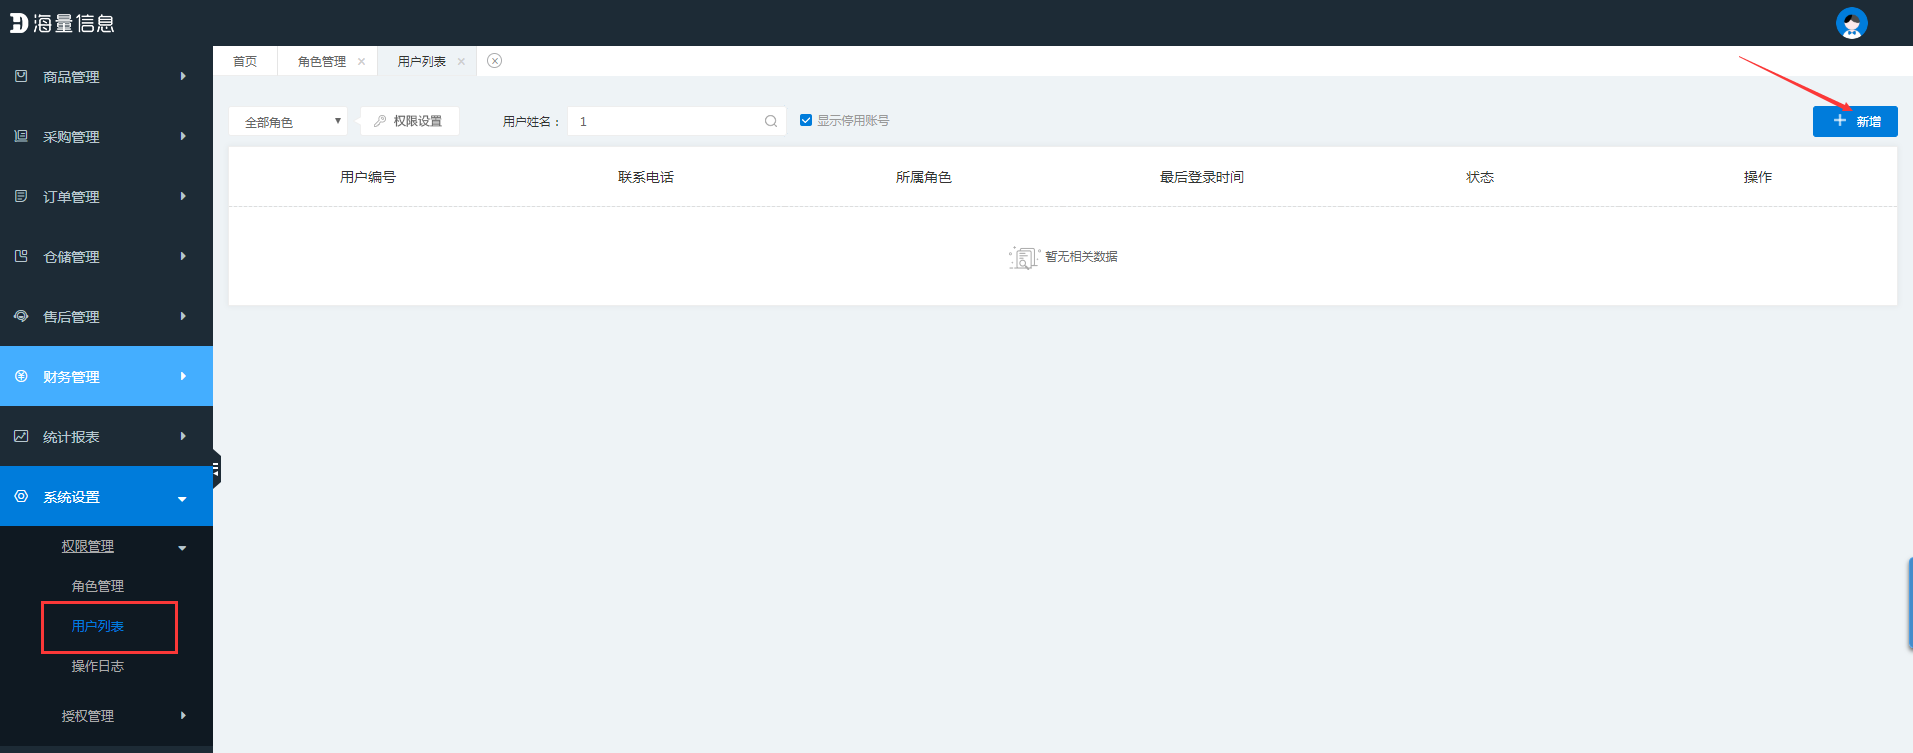 海量信息
首页
角色管理
用户列表
商品管理
采购管理
订单管理
仓储管理
售后管理
财务管理
统计报表
系统设置
权限管理
角色管理
用户列表
操作日志
授权管理
全部角色
权限设置
用户姓名：
1
显示停用账号
新增
用户编号
联系电话
所属角色
最后登录时间
状态
操作
暂无相关数据